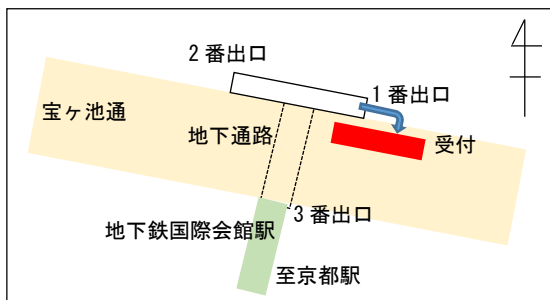 2番出口
1番出口
宝ヶ池通
地下通路
受付
3番出口
地下鉄国際会館駅
至京都駅